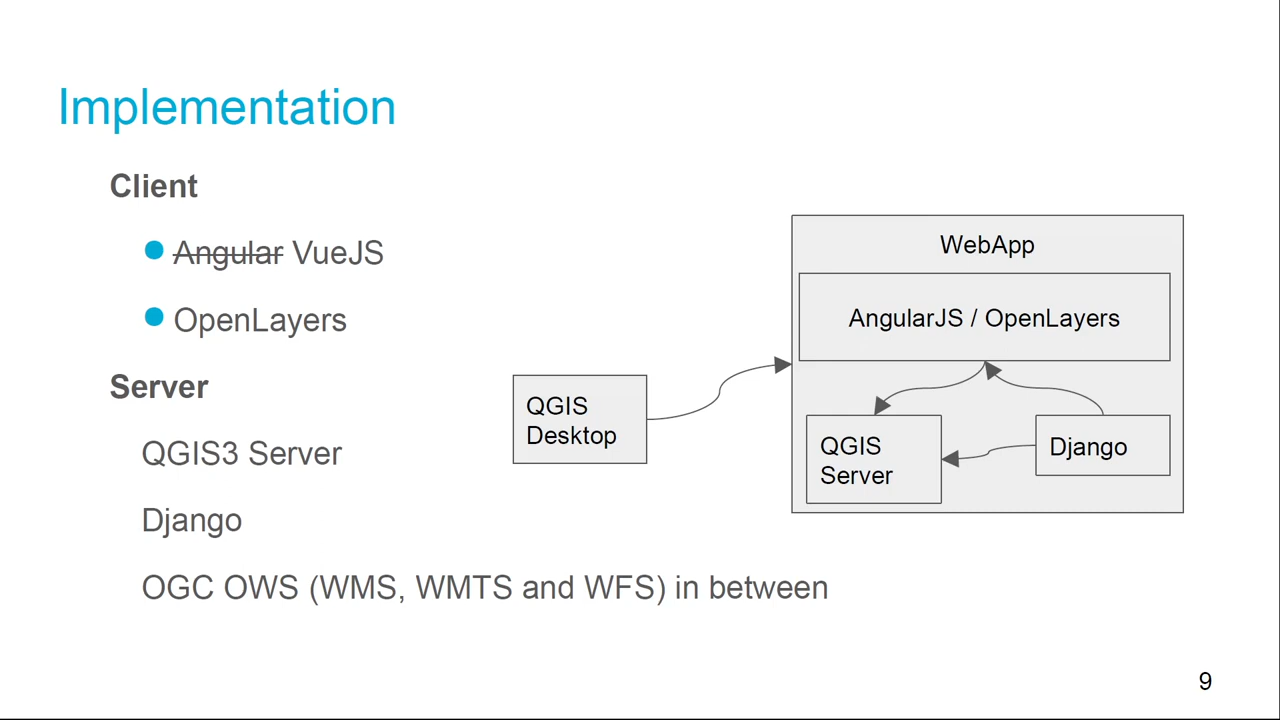 Implementation
Client
Angular VueJS
OpenLayers
Server
QGIS3 Server
Django
OGC OWS (WMS, WMTS and WFS) in between
WebApp
AngularJS / OpenLayers
QGIS
Desktop
QGIS
Server
Django
9